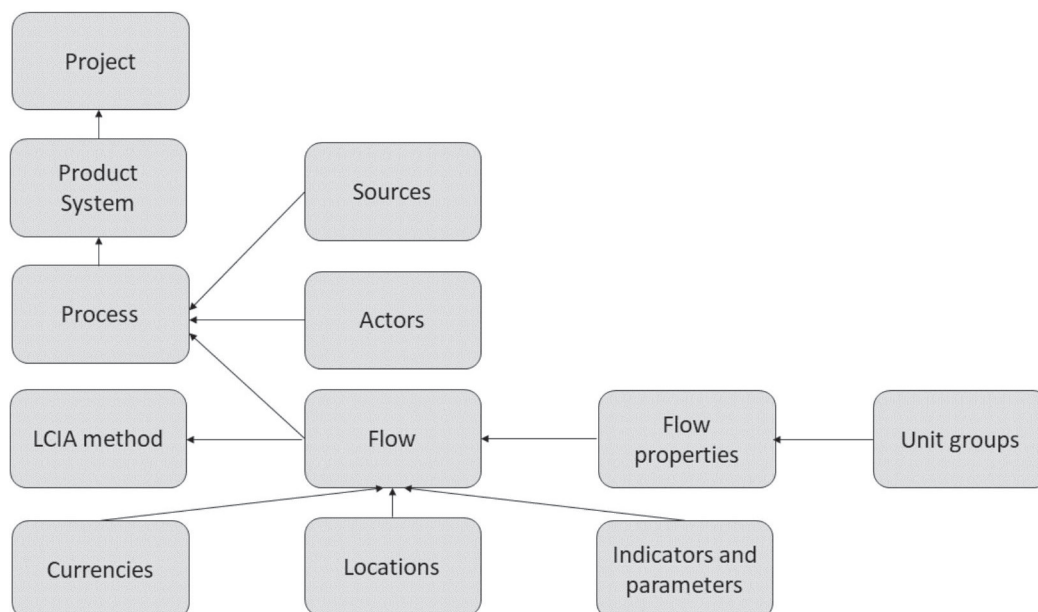 Project
Product
System
Sources
Process
Actors
LCIA method
Flow
Flow
properties
Unit groups
Currencies
Locations
Indicators and
parameters